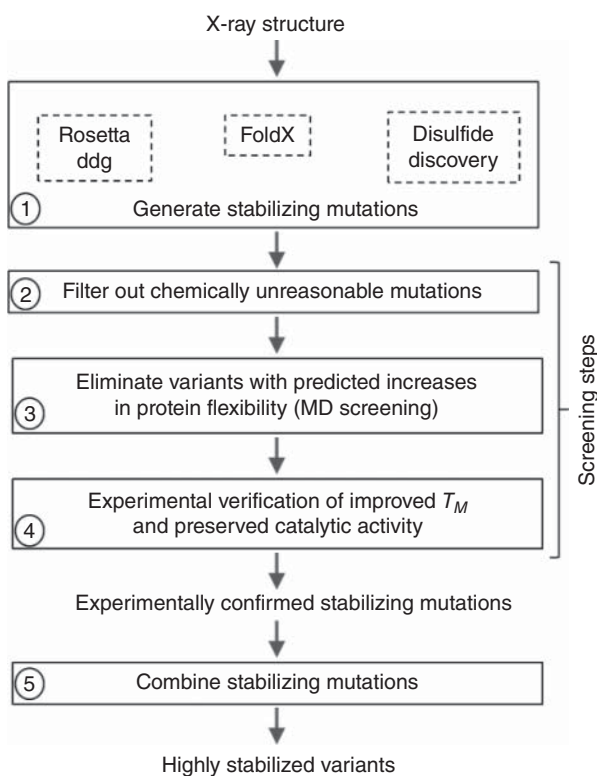 X-ray structure
Rosetta
ddg
FoldX
Disulfide
discovery
1
Generate stabilizing mutations
2
Filter out chemically unreasonable mutations
3
Eliminate variants with predicted increases
in protein flexibility (MD screening)
4
Experimental verification of improved TM
and preserved catalytic activity
Screening steps
Experimentally confirmed stabilizing mutations
5
Combine stabilizing mutations
Highly stabilized variants